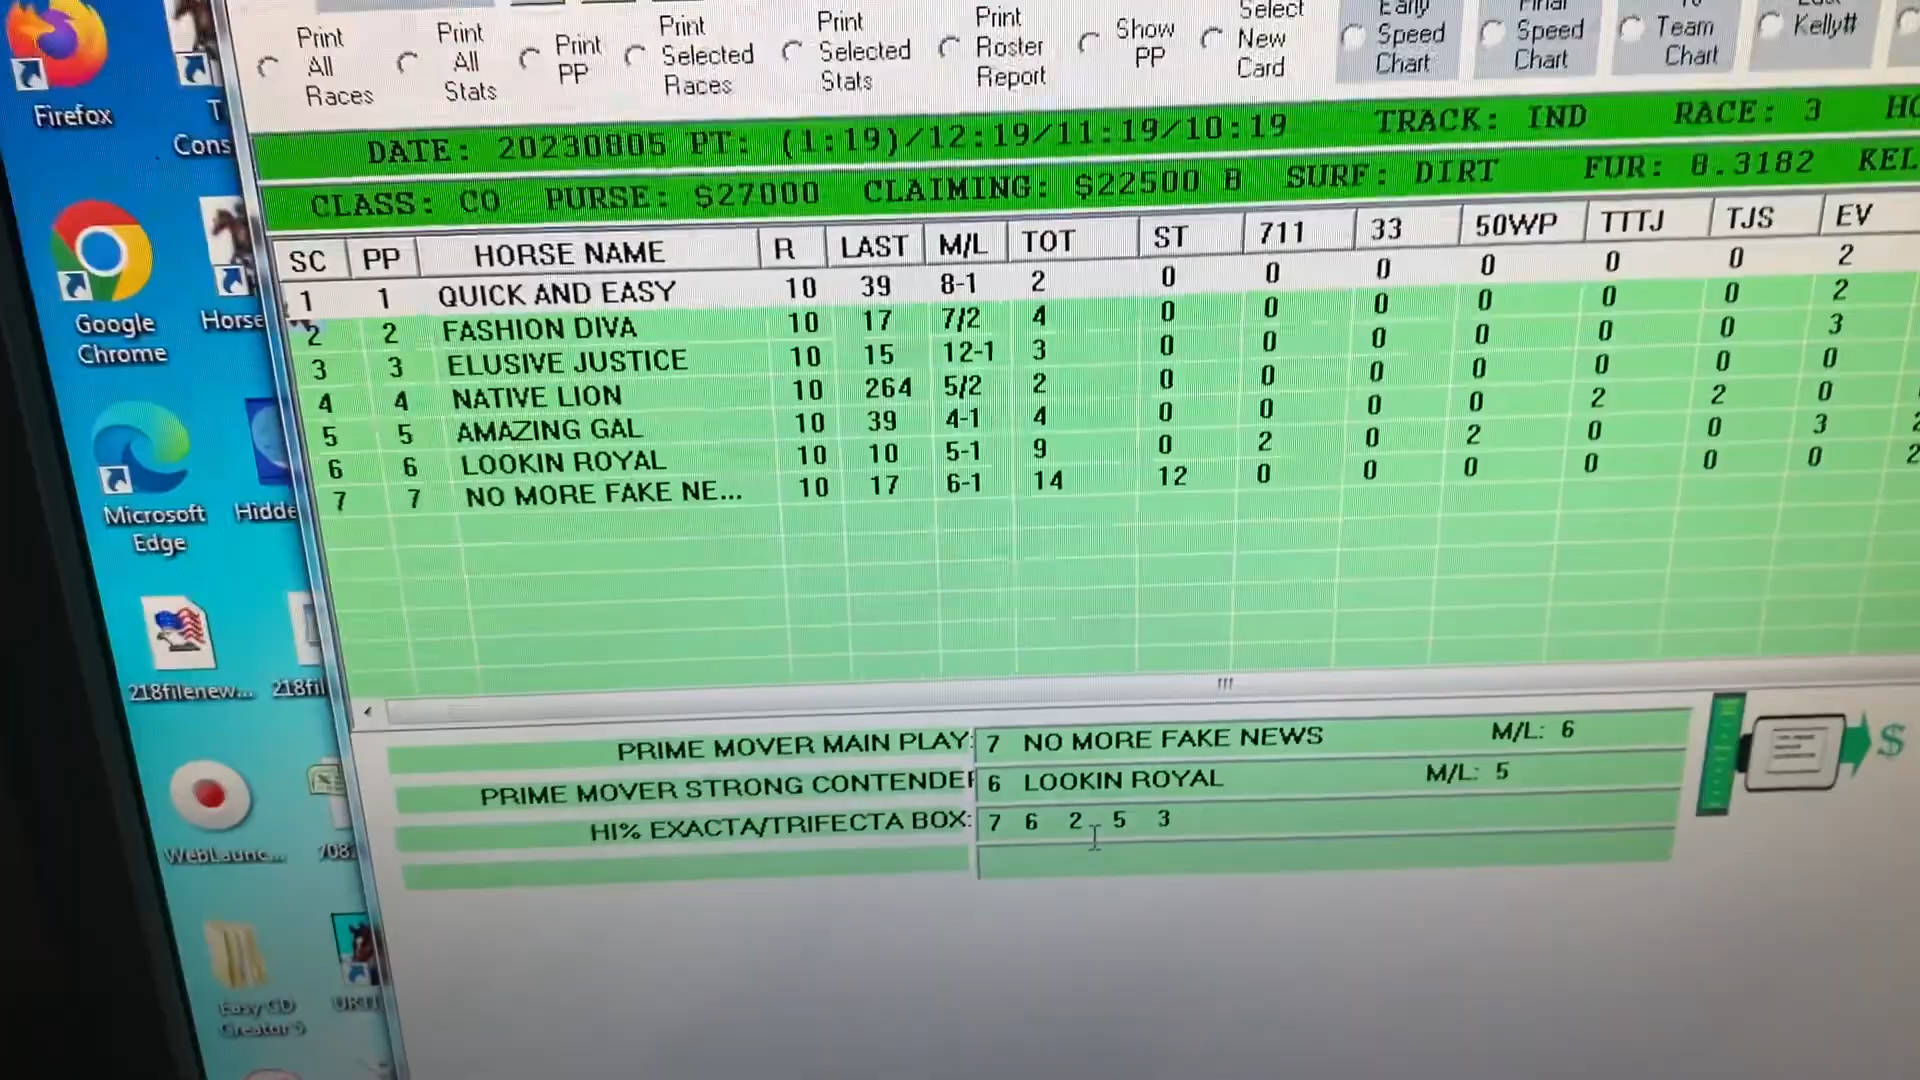 Print All Races
Print All Stats
Print PP
Print Selected Races
Print Selected Stats
Print Roster Report
Show PP
Select New Card
Early Speed Chart
Final Speed Chart
Team Chart
Kelly#
DATE: 20230805 PT: (1:19)/12:19/11:19/10:19 TRACK: IND RACE: 3
CLASS: CO PURSE: $27000 CLAIMING: $22500 B SURF: DIRT FUR: 8.3182 KEL
SC PP HORSE NAME R LAST M/L TOT ST 711 33 50WP TTTJ TJS EV
1 1 QUICK AND EASY 10 39 8-1 2 0 0 0 0 0 0 2
2 2 FASHION DIVA 10 17 7/2 4 0 0 0 0 0 0 2
3 3 ELUSIVE JUSTICE 10 15 12-1 3 0 0 0 0 0 0 3
4 4 NATIVE LION 10 264 5/2 2 0 0 0 0 0 0 0
5 5 AMAZING GAL 10 39 4-1 4 0 0 0 0 2 2 0
6 6 LOOKIN ROYAL 10 10 5-1 9 0 2 0 2 0 0 3
7 7 NO MORE FAKE NE... 10 17 6-1 14 12 0 0 0 0 0 0
PRIME MOVER MAIN PLAY: 7 NO MORE FAKE NEWS M/L: 6
PRIME MOVER STRONG CONTENDER 6 LOOKIN ROYAL M/L: 5
HI% EXACTA/TRIFECTA BOX: 7 6 2 5 3
$
Firefox
Cons
Google Chrome
Horse
Microsoft Edge
Hidde
218filenew...
218fil
WebLaunc...
708
Easy CD Creator 5